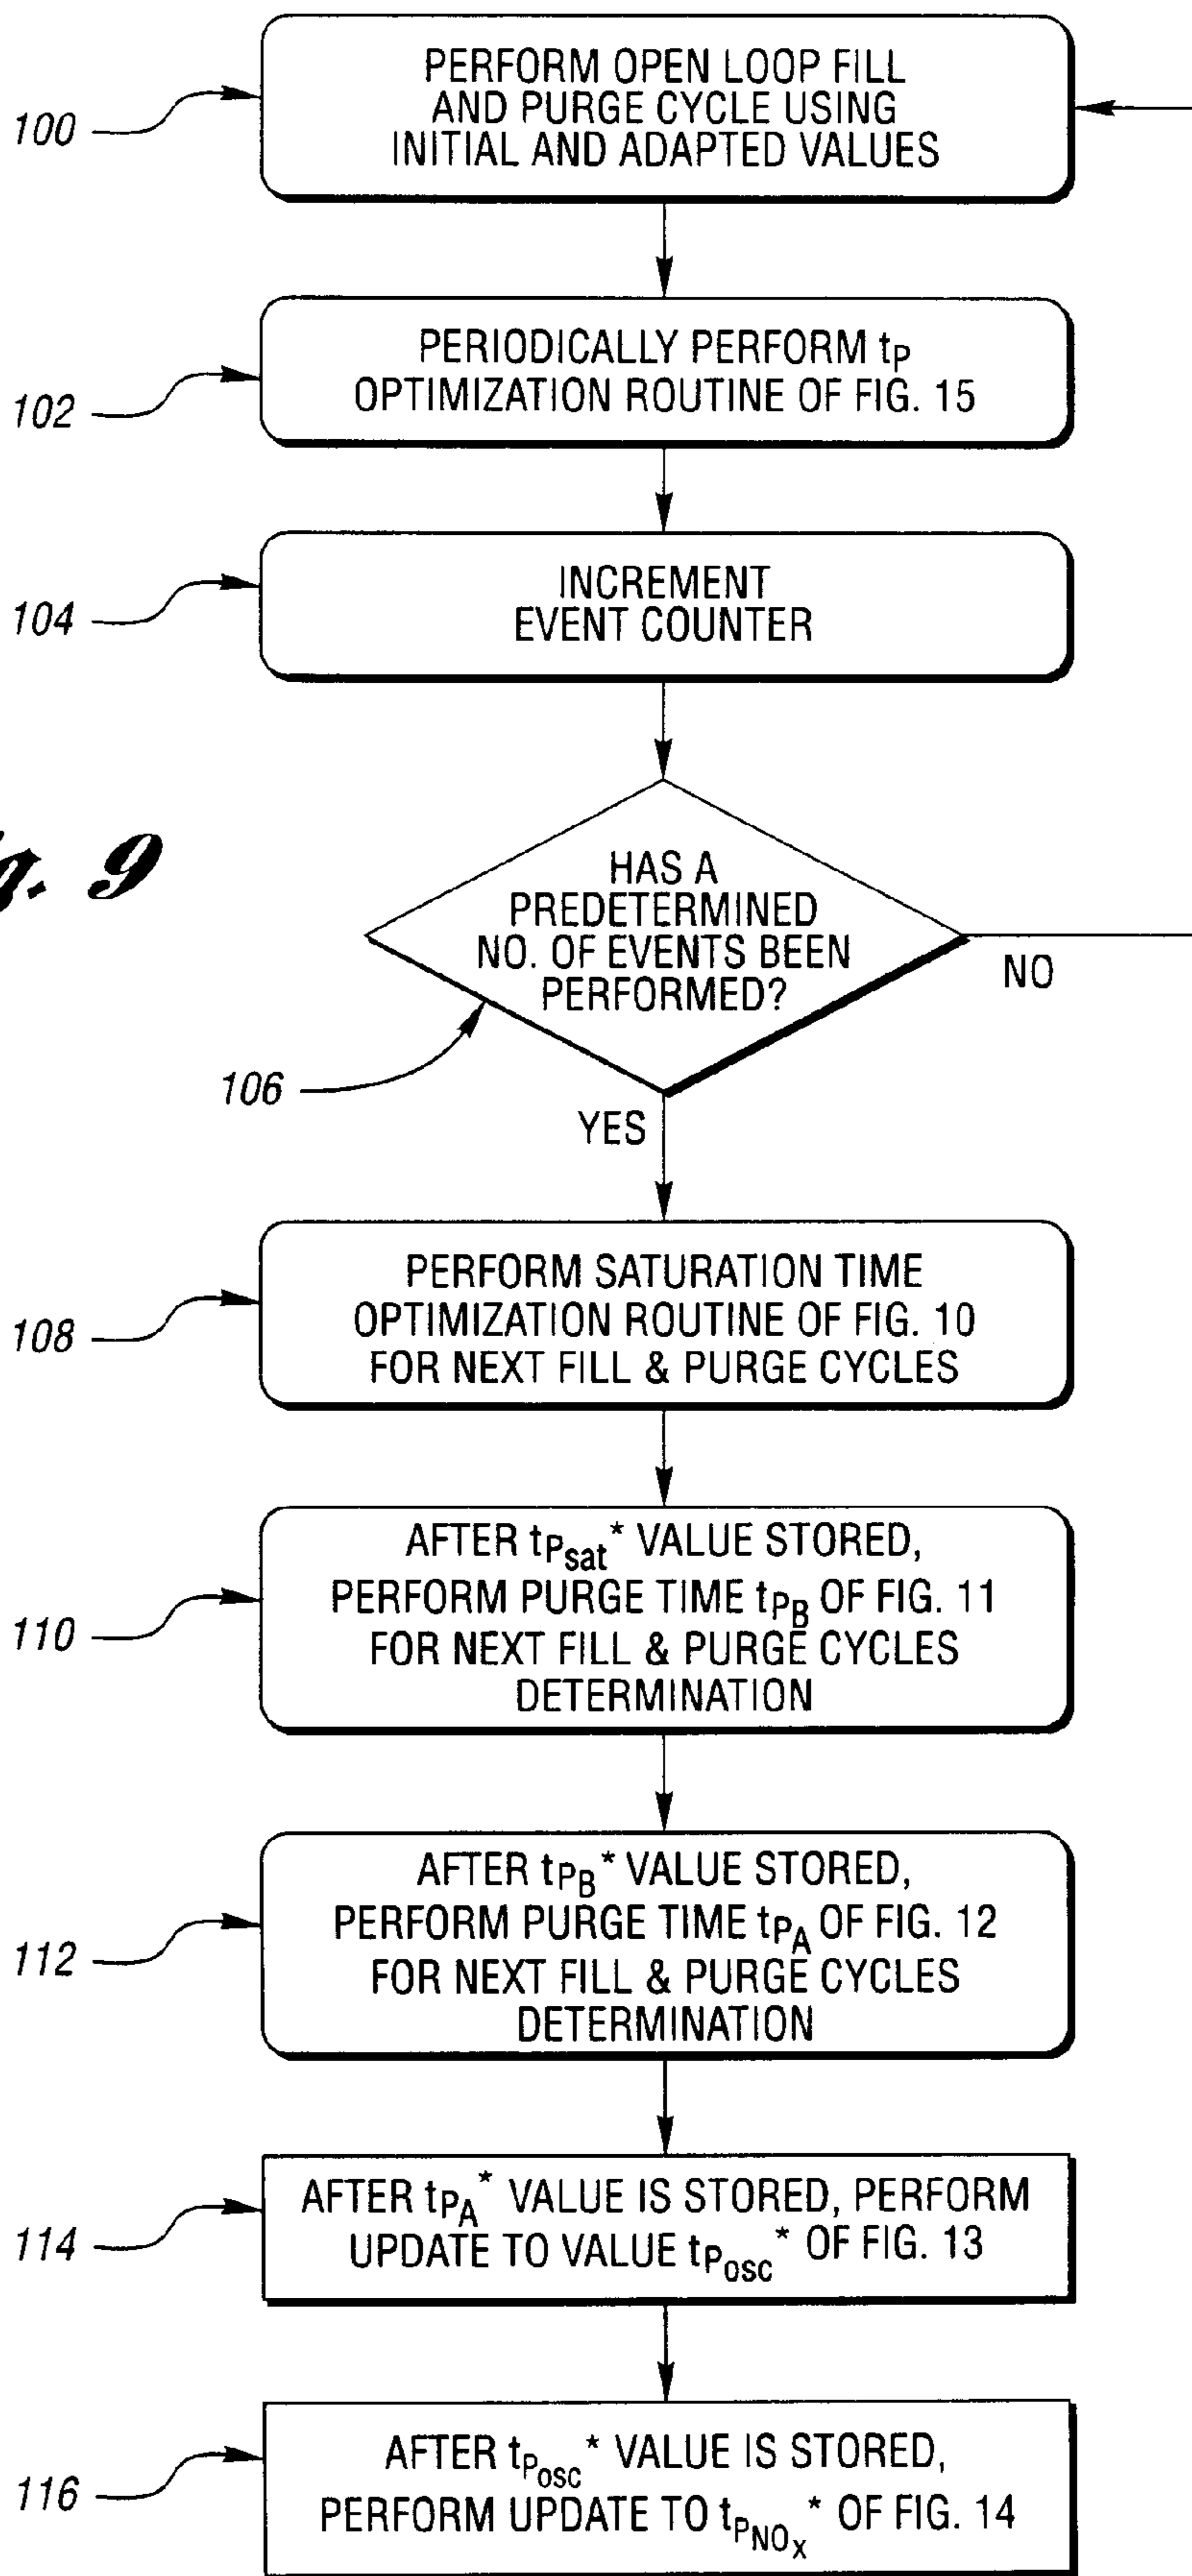 100
PERFORM OPEN LOOP FILL
AND PURGE CYCLE USING
INITIAL AND ADAPTED VALUES
102
PERIODICALLY PERFORM tP
OPTIMIZATION ROUTINE OF FIG. 15
104
INCREMENT
EVENT COUNTER
9
HAS A
PREDETERMINED
NO. OF EVENTS BEEN
PERFORMED?
NO
106
YES
108
PERFORM SATURATION TIME
OPTIMIZATION ROUTINE OF FIG. 10
FOR NEXT FILL & PURGE CYCLES
110
AFTER tPsat* VALUE STORED,
PERFORM PURGE TIME tPB OF FIG. 11
FOR NEXT FILL & PURGE CYCLES
DETERMINATION
112
AFTER tPB* VALUE STORED,
PERFORM PURGE TIME tPA OF FIG. 12
FOR NEXT FILL & PURGE CYCLES
DETERMINATION
114
AFTER tPA* VALUE IS STORED, PERFORM
UPDATE TO VALUE tPosc* OF FIG. 13
116
AFTER tPosc* VALUE IS STORED,
PERFORM UPDATE TO tPNOx* OF FIG. 14